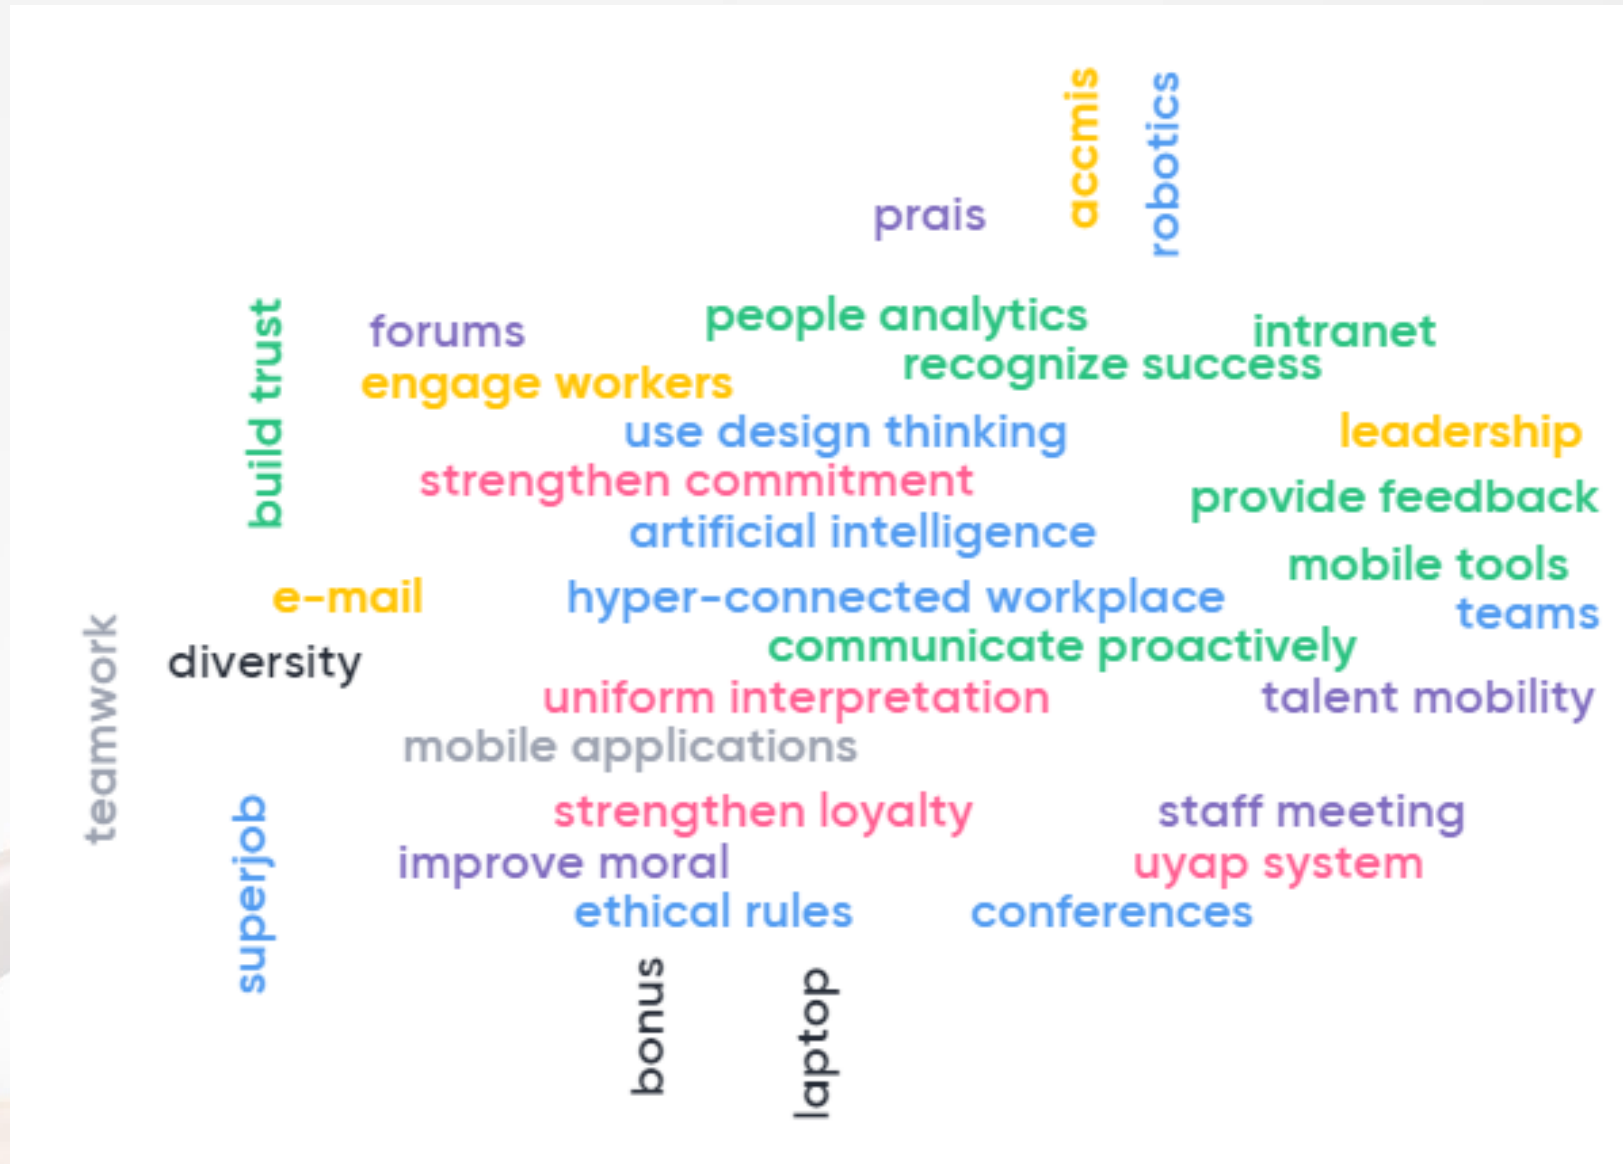 accmis
robotics
prais
build trust
forums
people analytics
intranet
recognize success
engage workers
use design thinking
leadership
strengthen commitment
provide feedback
artificial intelligence
mobile tools
e-mail
hyper-connected workplace
teams
teamwork
diversity
communicate proactively
uniform interpretation
talent mobility
mobile applications
superjob
strengthen loyalty
staff meeting
improve moral
uyap system
ethical rules
conferences
bonus
laptop